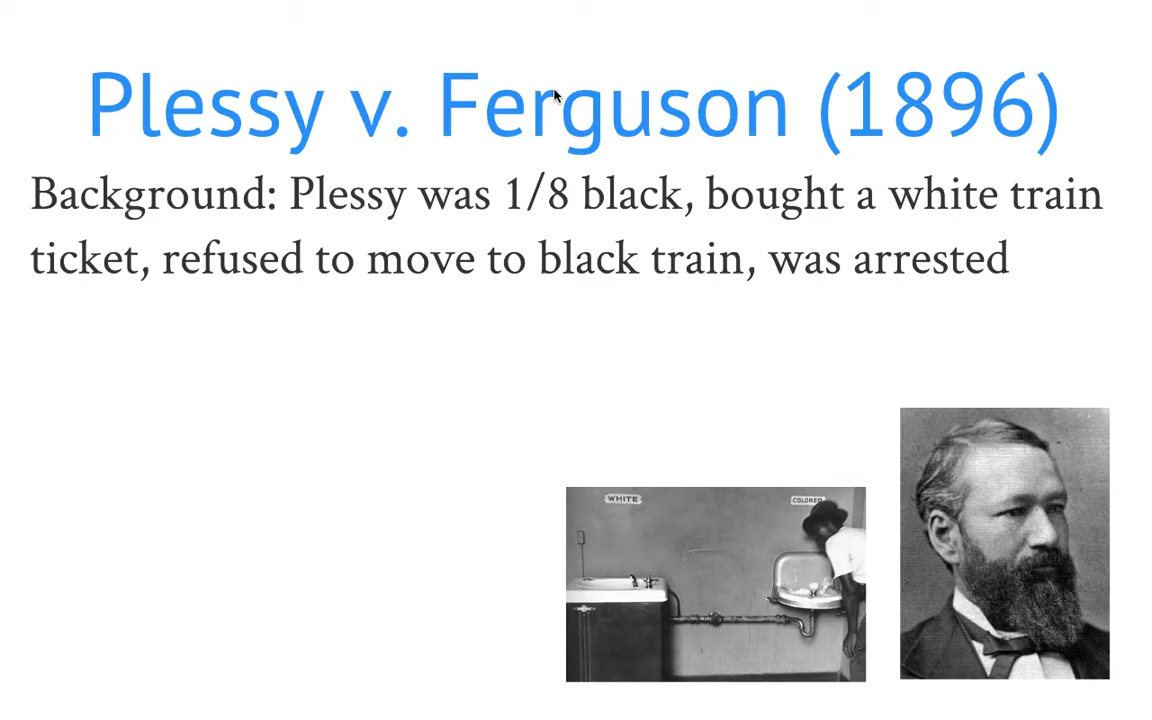 Plessy v. Ferguson (1896)
Background: Plessy was 1/8 black, bought a white train
ticket, refused to move to black train, was arrested
WHITE
COLORED